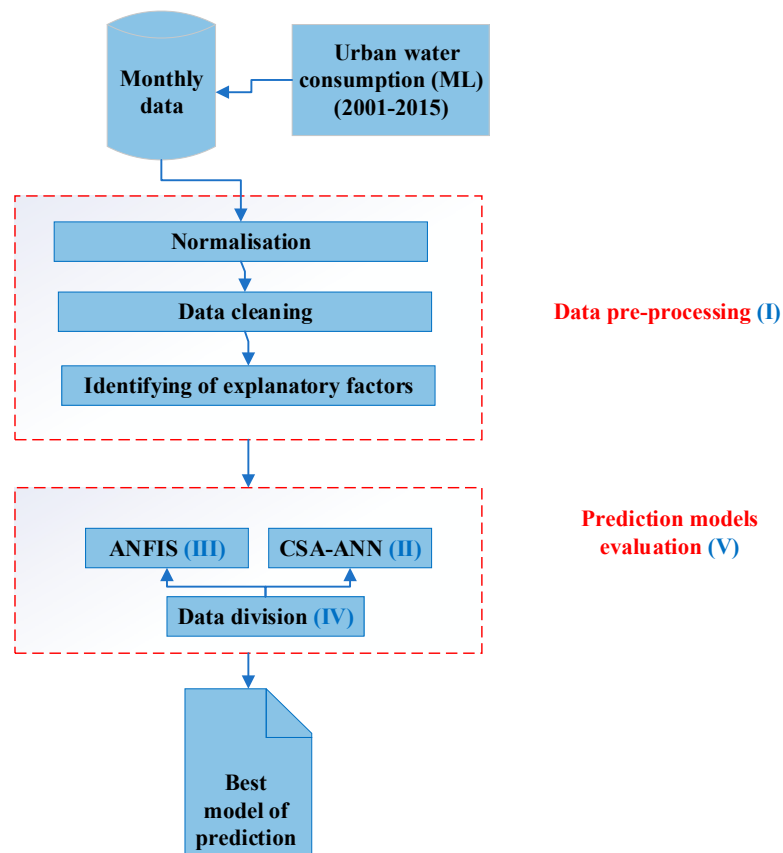 Monthly
data
Urban water
consumption (ML)
(2001-2015)
Normalisation
Data cleaning
Identifying of explanatory factors
Data pre-processing (I)
ANFIS (III)
CSA-ANN (II)
Data division (IV)
Prediction models
evaluation (V)
Best
model of
prediction